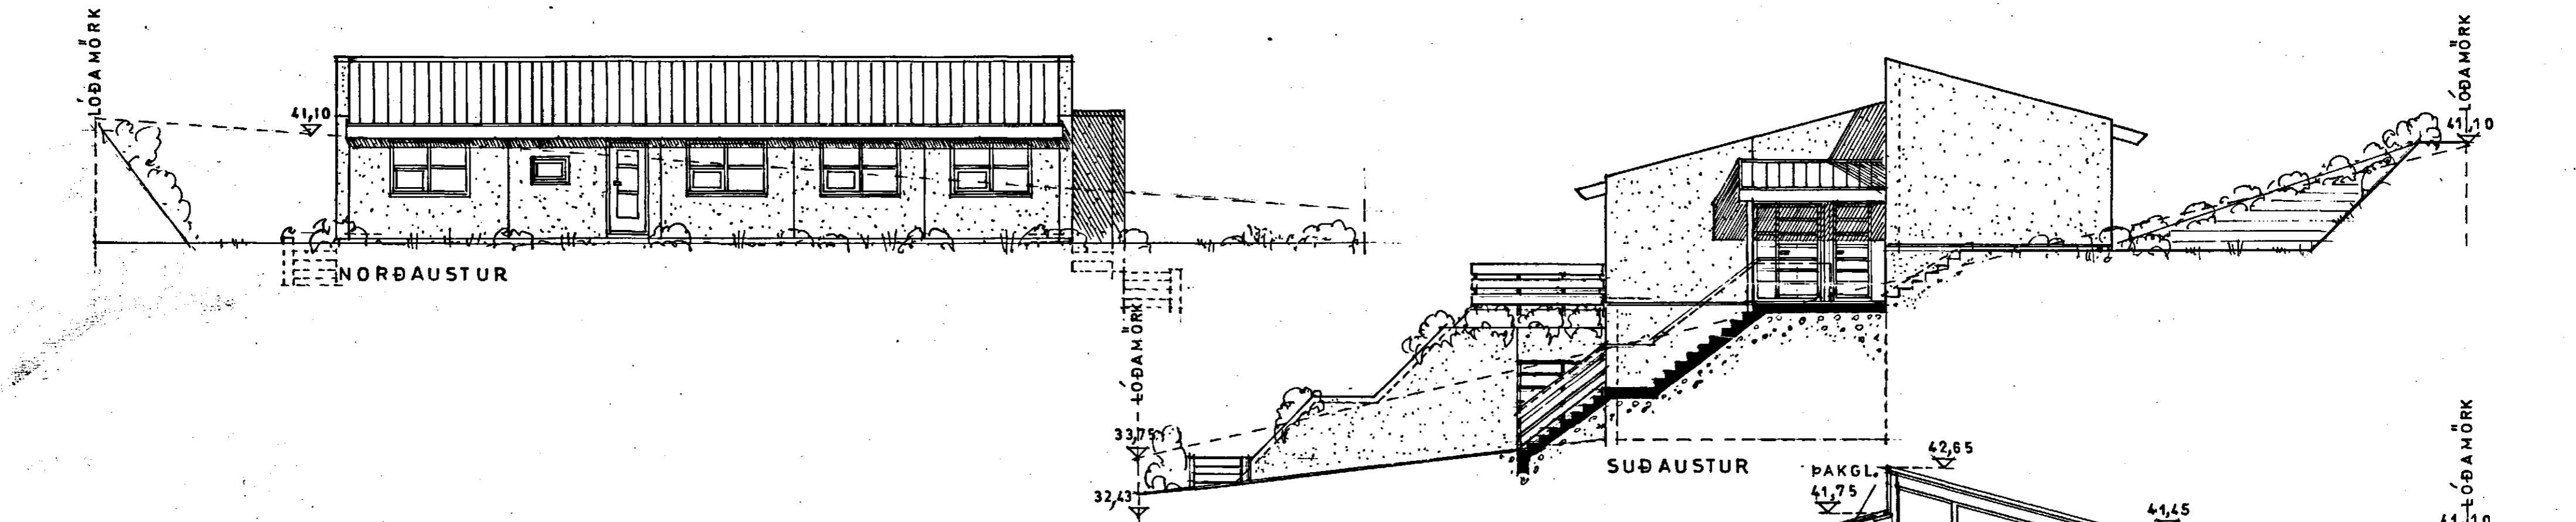 LÓÐAMÖRK
41,10
NORÐAUSTUR
LÓÐAMÖRK
33,75
32,43
SUÐAUSTUR
LÓÐAMÖRK
41,10
ÞAKGL.
41,75
42,65
41,45
LÓÐAMÖRK
41,10